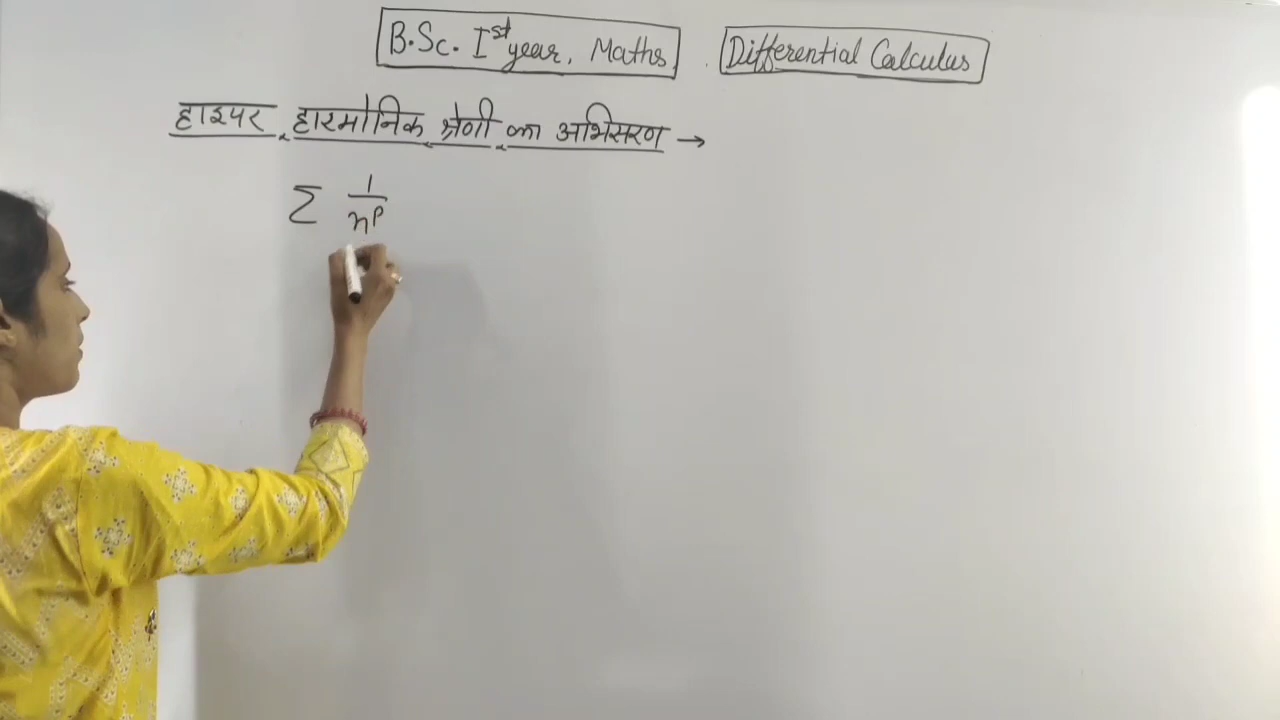 B.Sc. Ist year, Maths. Differential Calculus
हाइपर हारमोनिक श्रेणी का अभिसरण →
Σ 1/n^p